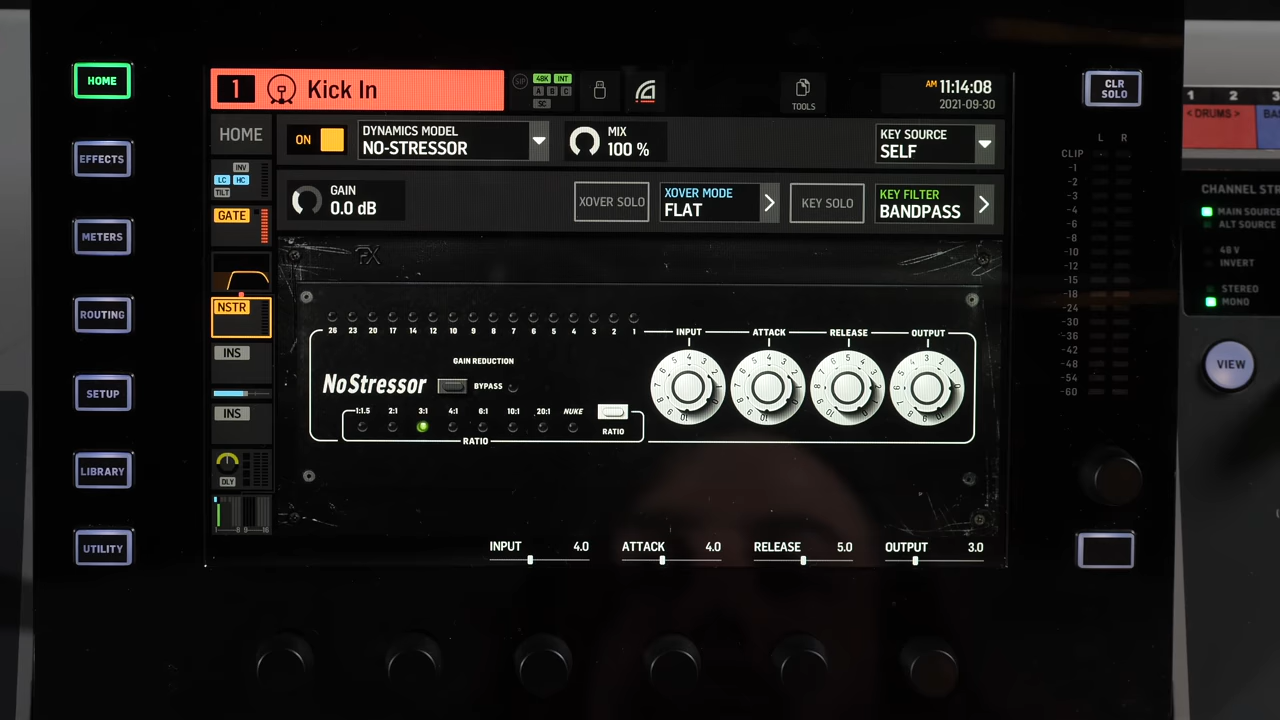 HOME
EFFECTS
METERS
ROUTING
SETUP
LIBRARY
UTILITY
1 Kick In
48K INT
A B C
SC
TOOLS
AM 11:14:08
2021-09-30
HOME
INV
LC HC
TILT
GATE
NSTR
INS
INS
DLY
1 8 9 16
ON
DYNAMICS MODEL
NO-STRESSOR
MIX
100 %
KEY SOURCE
SELF
GAIN
0.0 dB
XOVER SOLO
XOVER MODE
FLAT
KEY SOLO
KEY FILTER
BANDPASS
FX
26 23 20 17 14 12 10 9 8 7 6 5 4 3 2 1
GAIN REDUCTION
NoStressor
BYPASS
1:1.5 2:1 3:1 4:1 6:1 10:1 20:1 NUKE
RATIO
RATIO
INPUT ATTACK RELEASE OUTPUT
INPUT 4.0 ATTACK 4.0 RELEASE 5.0 OUTPUT 3.0
CLR
SOLO
L R
CLIP
-1
-2
-3
-4
-6
-8
-10
-12
-15
-18
-24
-30
-36
-42
-48
-54
-60
1 2 3
< DRUMS >
CHANNEL STR
MAIN SOURCE
ALT SOURCE
48 V
INVERT
STEREO
MONO
VIEW